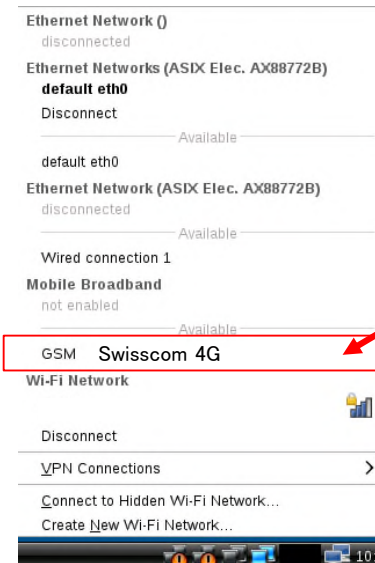 Ethernet Network ()
disconnected
Ethernet Networks (ASIX Elec. AX88772B)
default eth0
Disconnect
Available
default eth0
Ethernet Network (ASIX Elec. AX88772B)
disconnected
Available
Wired connection 1
Mobile Broadband
not enabled
Available
GSM Swisscom 4G
Wi-Fi Network
Disconnect
VPN Connections
Connect to Hidden Wi-Fi Network...
Create New Wi-Fi Network...